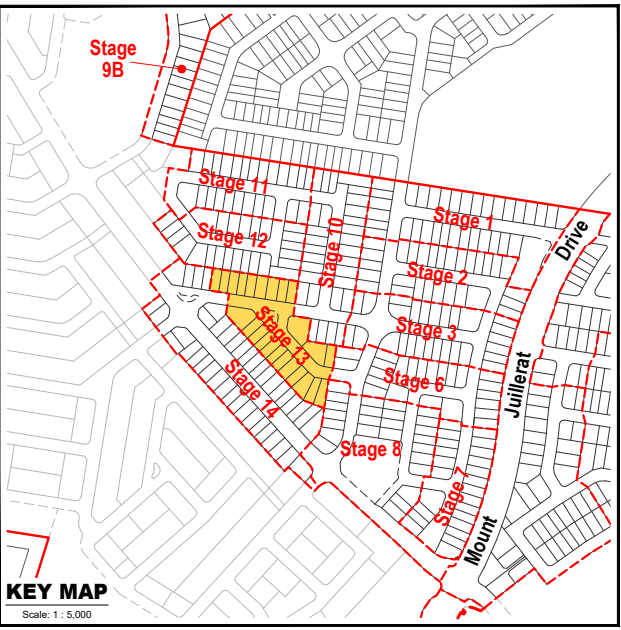 Stage
9B
Stage 11
Stage 1
Stage 12
Stage 10
Drive
Stage 2
Stage 13
Stage 3
Stage 6
Juillerat
Stage 14
Stage 8
Stage 7
Mount
KEY MAP
Scale: 1 : 5,000